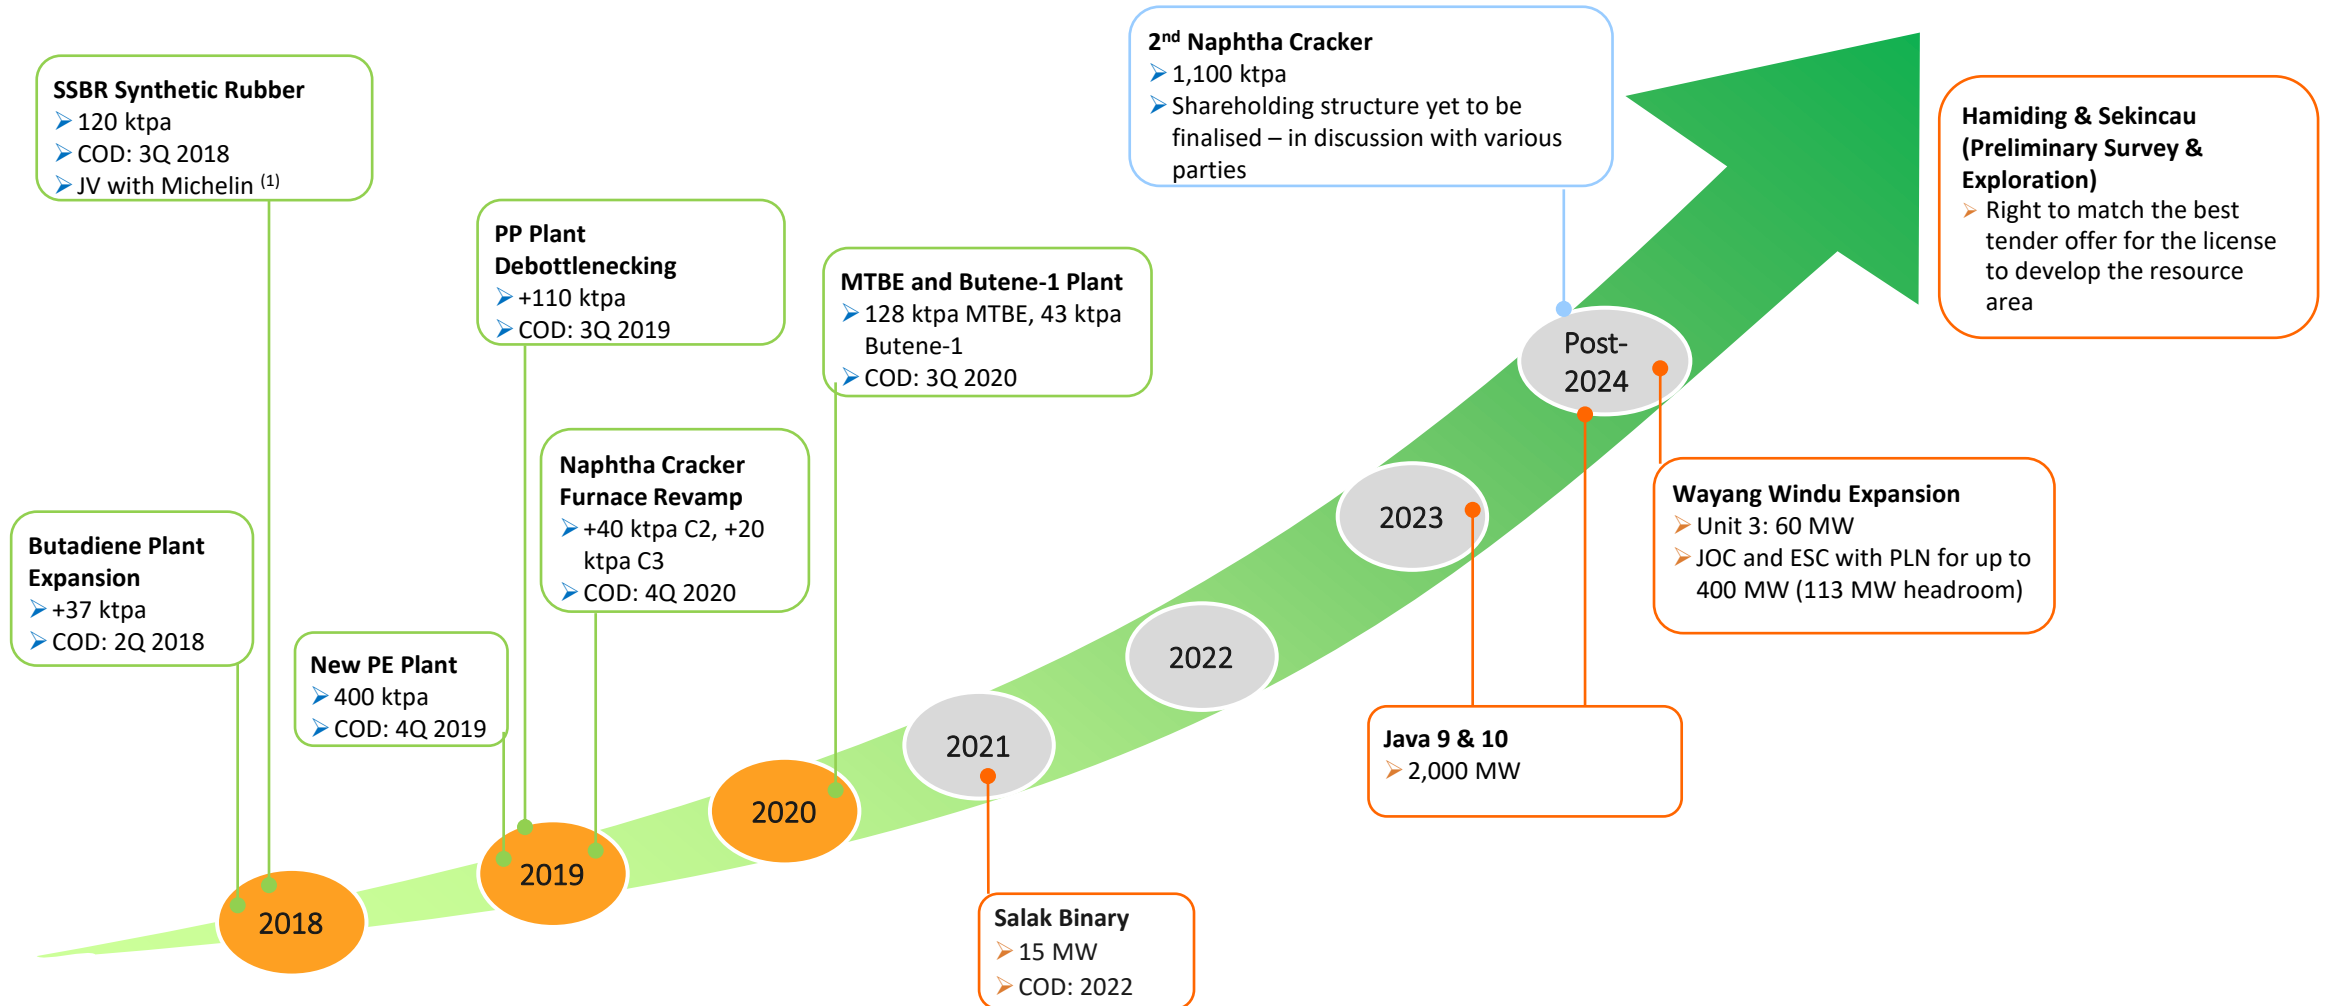 SSBR Synthetic Rubber
120 ktpa
COD: 3Q 2018
JV with Michelin (1)
2nd Naphtha Cracker
1,100 ktpa
Shareholding structure yet to be
finalised – in discussion with various
parties
Hamiding & Sekincau
(Preliminary Survey &
Exploration)
Right to match the best
tender offer for the license
to develop the resource
area
PP Plant
Debottlenecking
+110 ktpa
COD: 3Q 2019
MTBE and Butene-1 Plant
128 ktpa MTBE, 43 ktpa
Butene-1
COD: 3Q 2020
Naphtha Cracker
Furnace Revamp
+40 ktpa C2, +20
ktpa C3
COD: 4Q 2020
Butadiene Plant
Expansion
+37 ktpa
COD: 2Q 2018
New PE Plant
400 ktpa
COD: 4Q 2019
Post-
2024
2023
2022
2021
2020
2019
2018
Wayang Windu Expansion
Unit 3: 60 MW
JOC and ESC with PLN for up to
400 MW (113 MW headroom)
Java 9 & 10
2,000 MW
Salak Binary
15 MW
COD: 2022